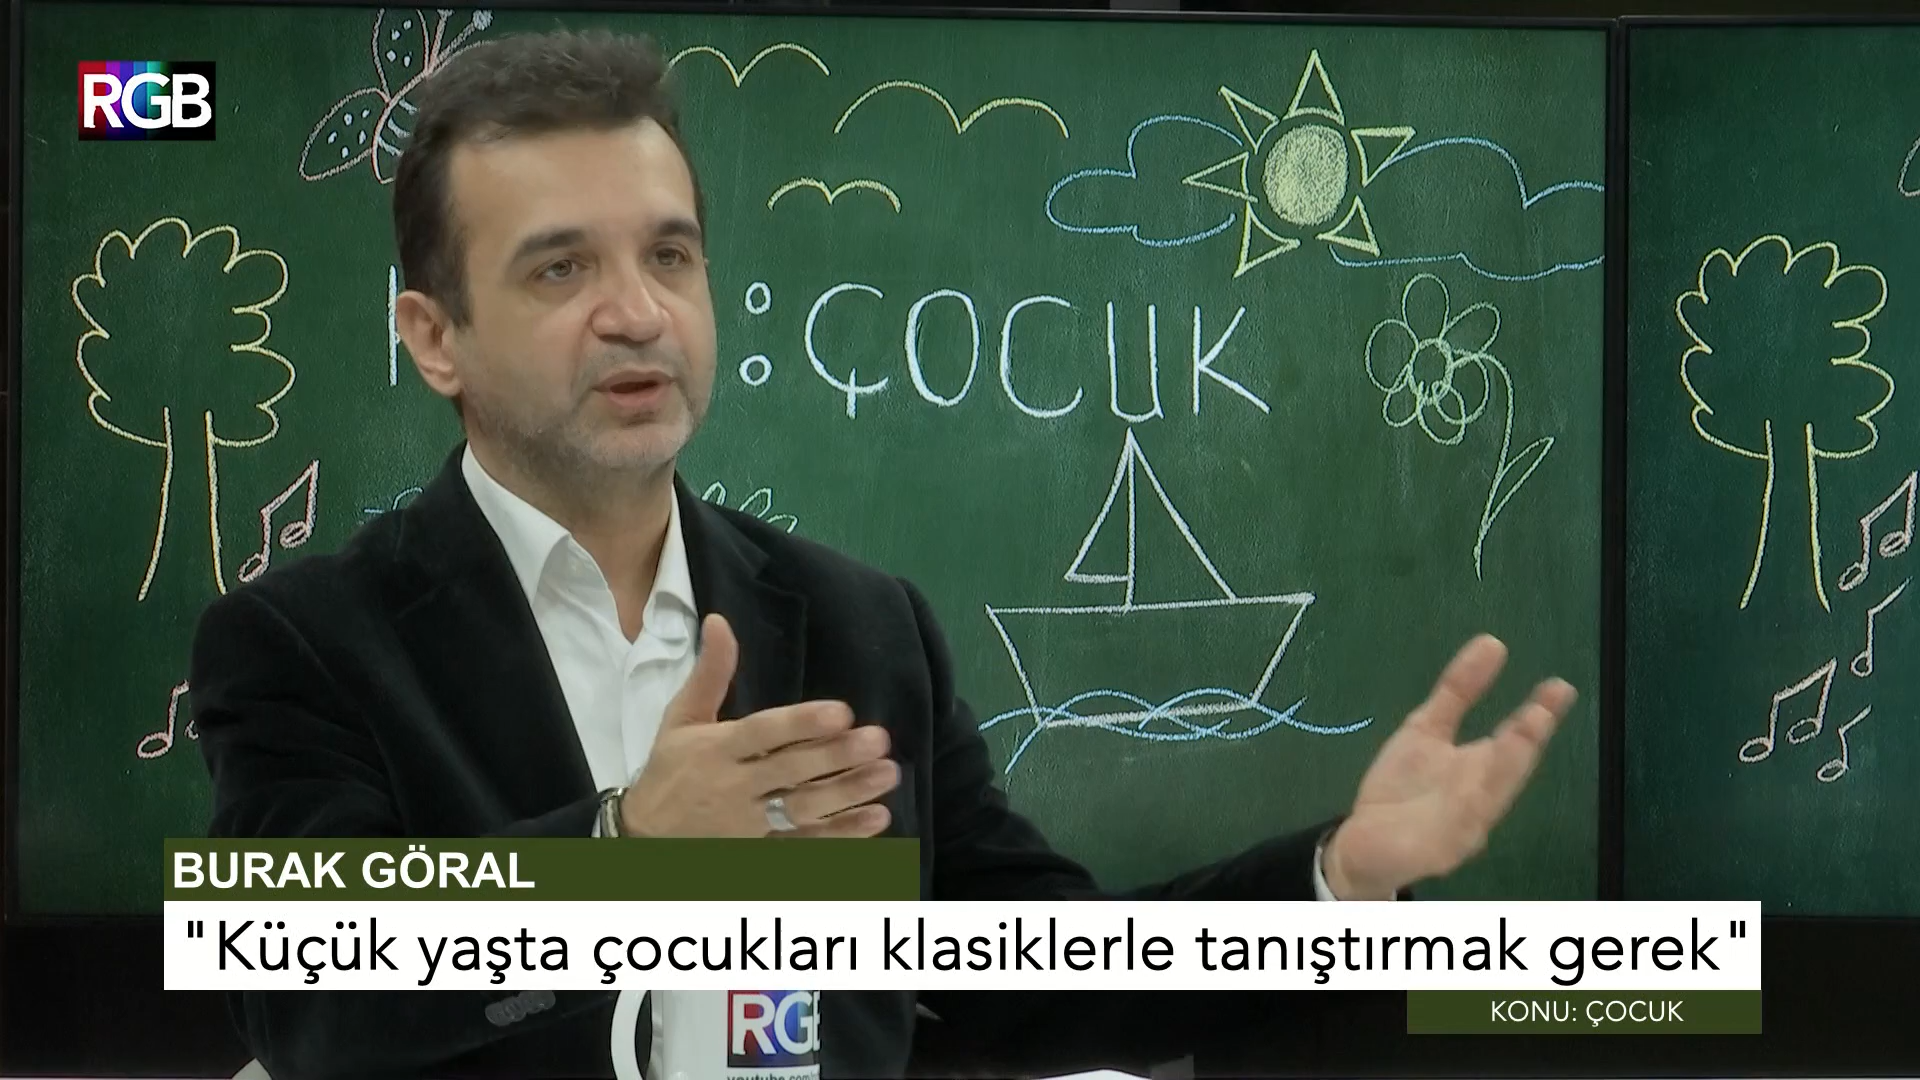 RGB
:ÇOCUK
BURAK GÖRAL
"Küçük yaşta çocukları klasiklerle tanıştırmak gerek"
RGB
KONU: ÇOCUK